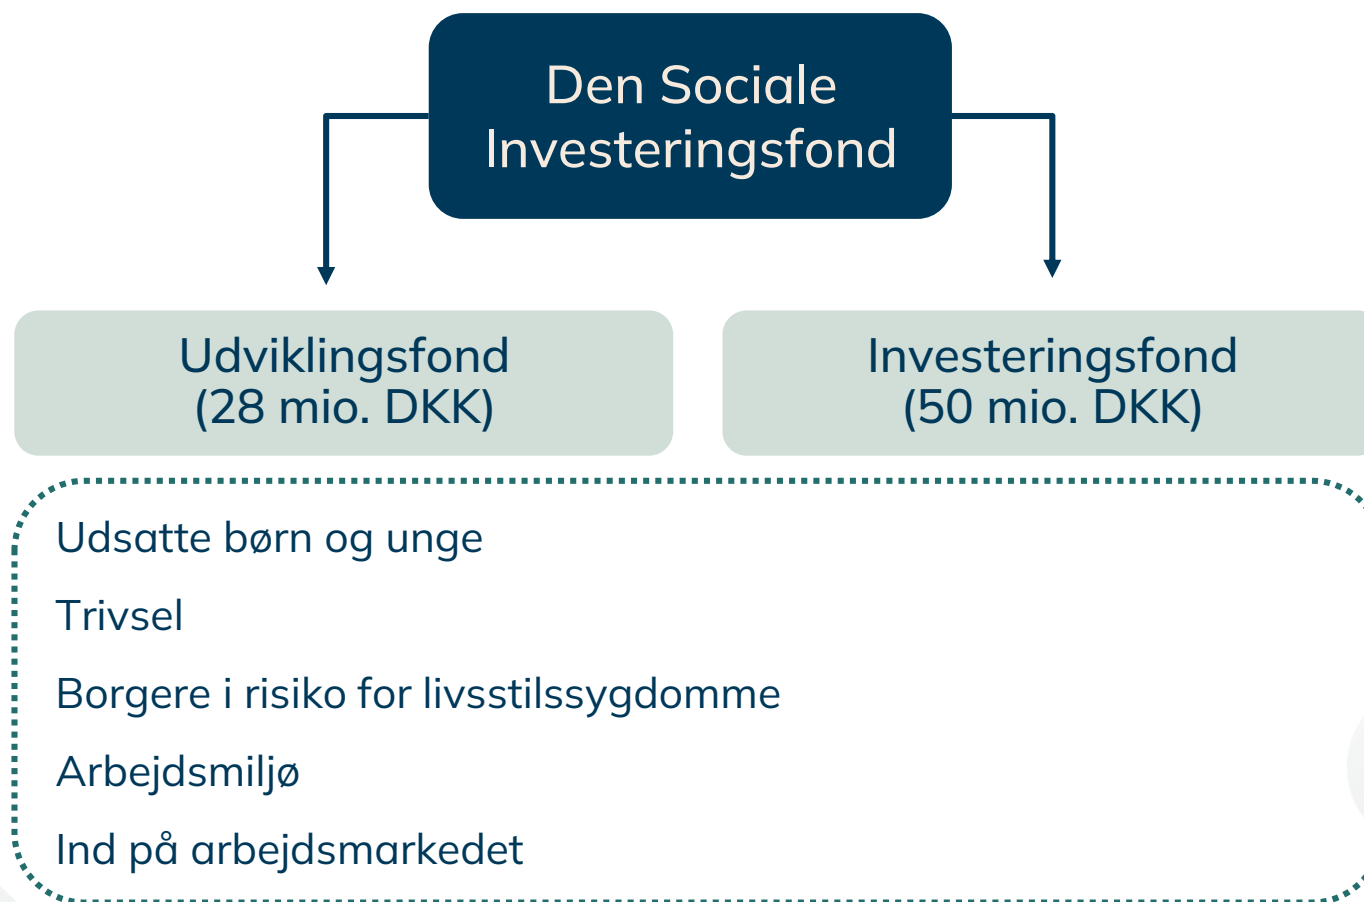 Den Sociale
Investeringsfond
Udviklingsfond
(28 mio. DKK)
Investeringsfond
(50 mio. DKK)
Udsatte børn og unge
Trivsel
Borgere i risiko for livsstilssygdomme
Arbejdsmiljø
Ind på arbejdsmarkedet